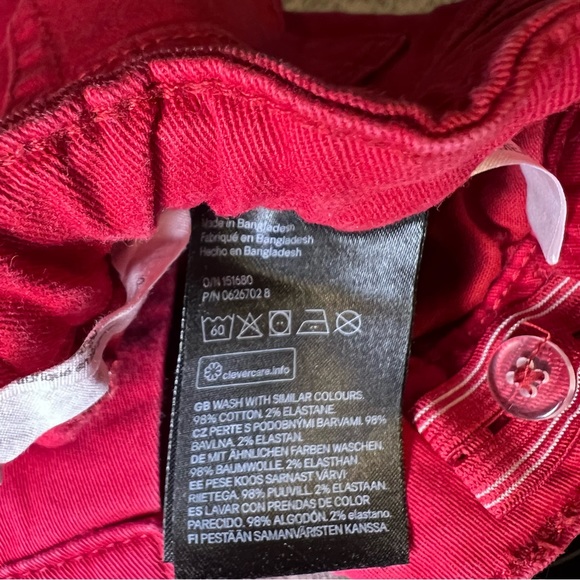 Made in Bangladesh
Fabriqué en Bangladesh
Hecho en Bangladesh
O/N 151680
P/N 0626702 8
60
clevercare.info
GB WASH WITH SIMILAR COLOURS.
98% COTTON. 2% ELASTANE
CZ PERTE S PODOBNÝMI BARVAMI. 98%
BAVLNA. 2% ELASTAN.
DE MIT ÄHNLICHEN FARBEN WASCHEN.
98% BAUMWOLLE. 2% ELASTHAN
EE PESE KOOS SARNAST VÄRVI
RIIETEGA. 98% PUUVILL. 2% ELASTAAN
ES LAVAR CON PRENDAS DE COLOR
PARECIDO. 98% ALGODÓN. 2% elastano.
FI PESTÄÄN SAMANVÄRISTEN KANSSA.